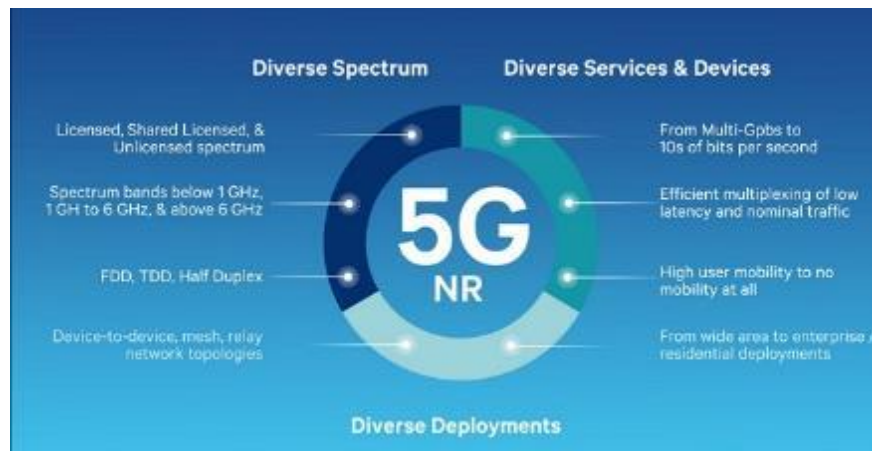 Diverse Spectrum
Diverse Services & Devices
Licensed, Shared Licensed, &
Unlicensed spectrum
Spectrum bands below 1 GHz,
1 GH to 6 GHz, & above 6 GHz
FDD, TDD, Half Duplex
Device-to-device, mesh, relay
network topologies
5G
NR
From Multi-Gpbs to
10s of bits per second
Efficient multiplexing of low
latency and nominal traffic
High user mobility to no
mobility at all
From wide area to enterprise /
residential deployments
Diverse Deployments